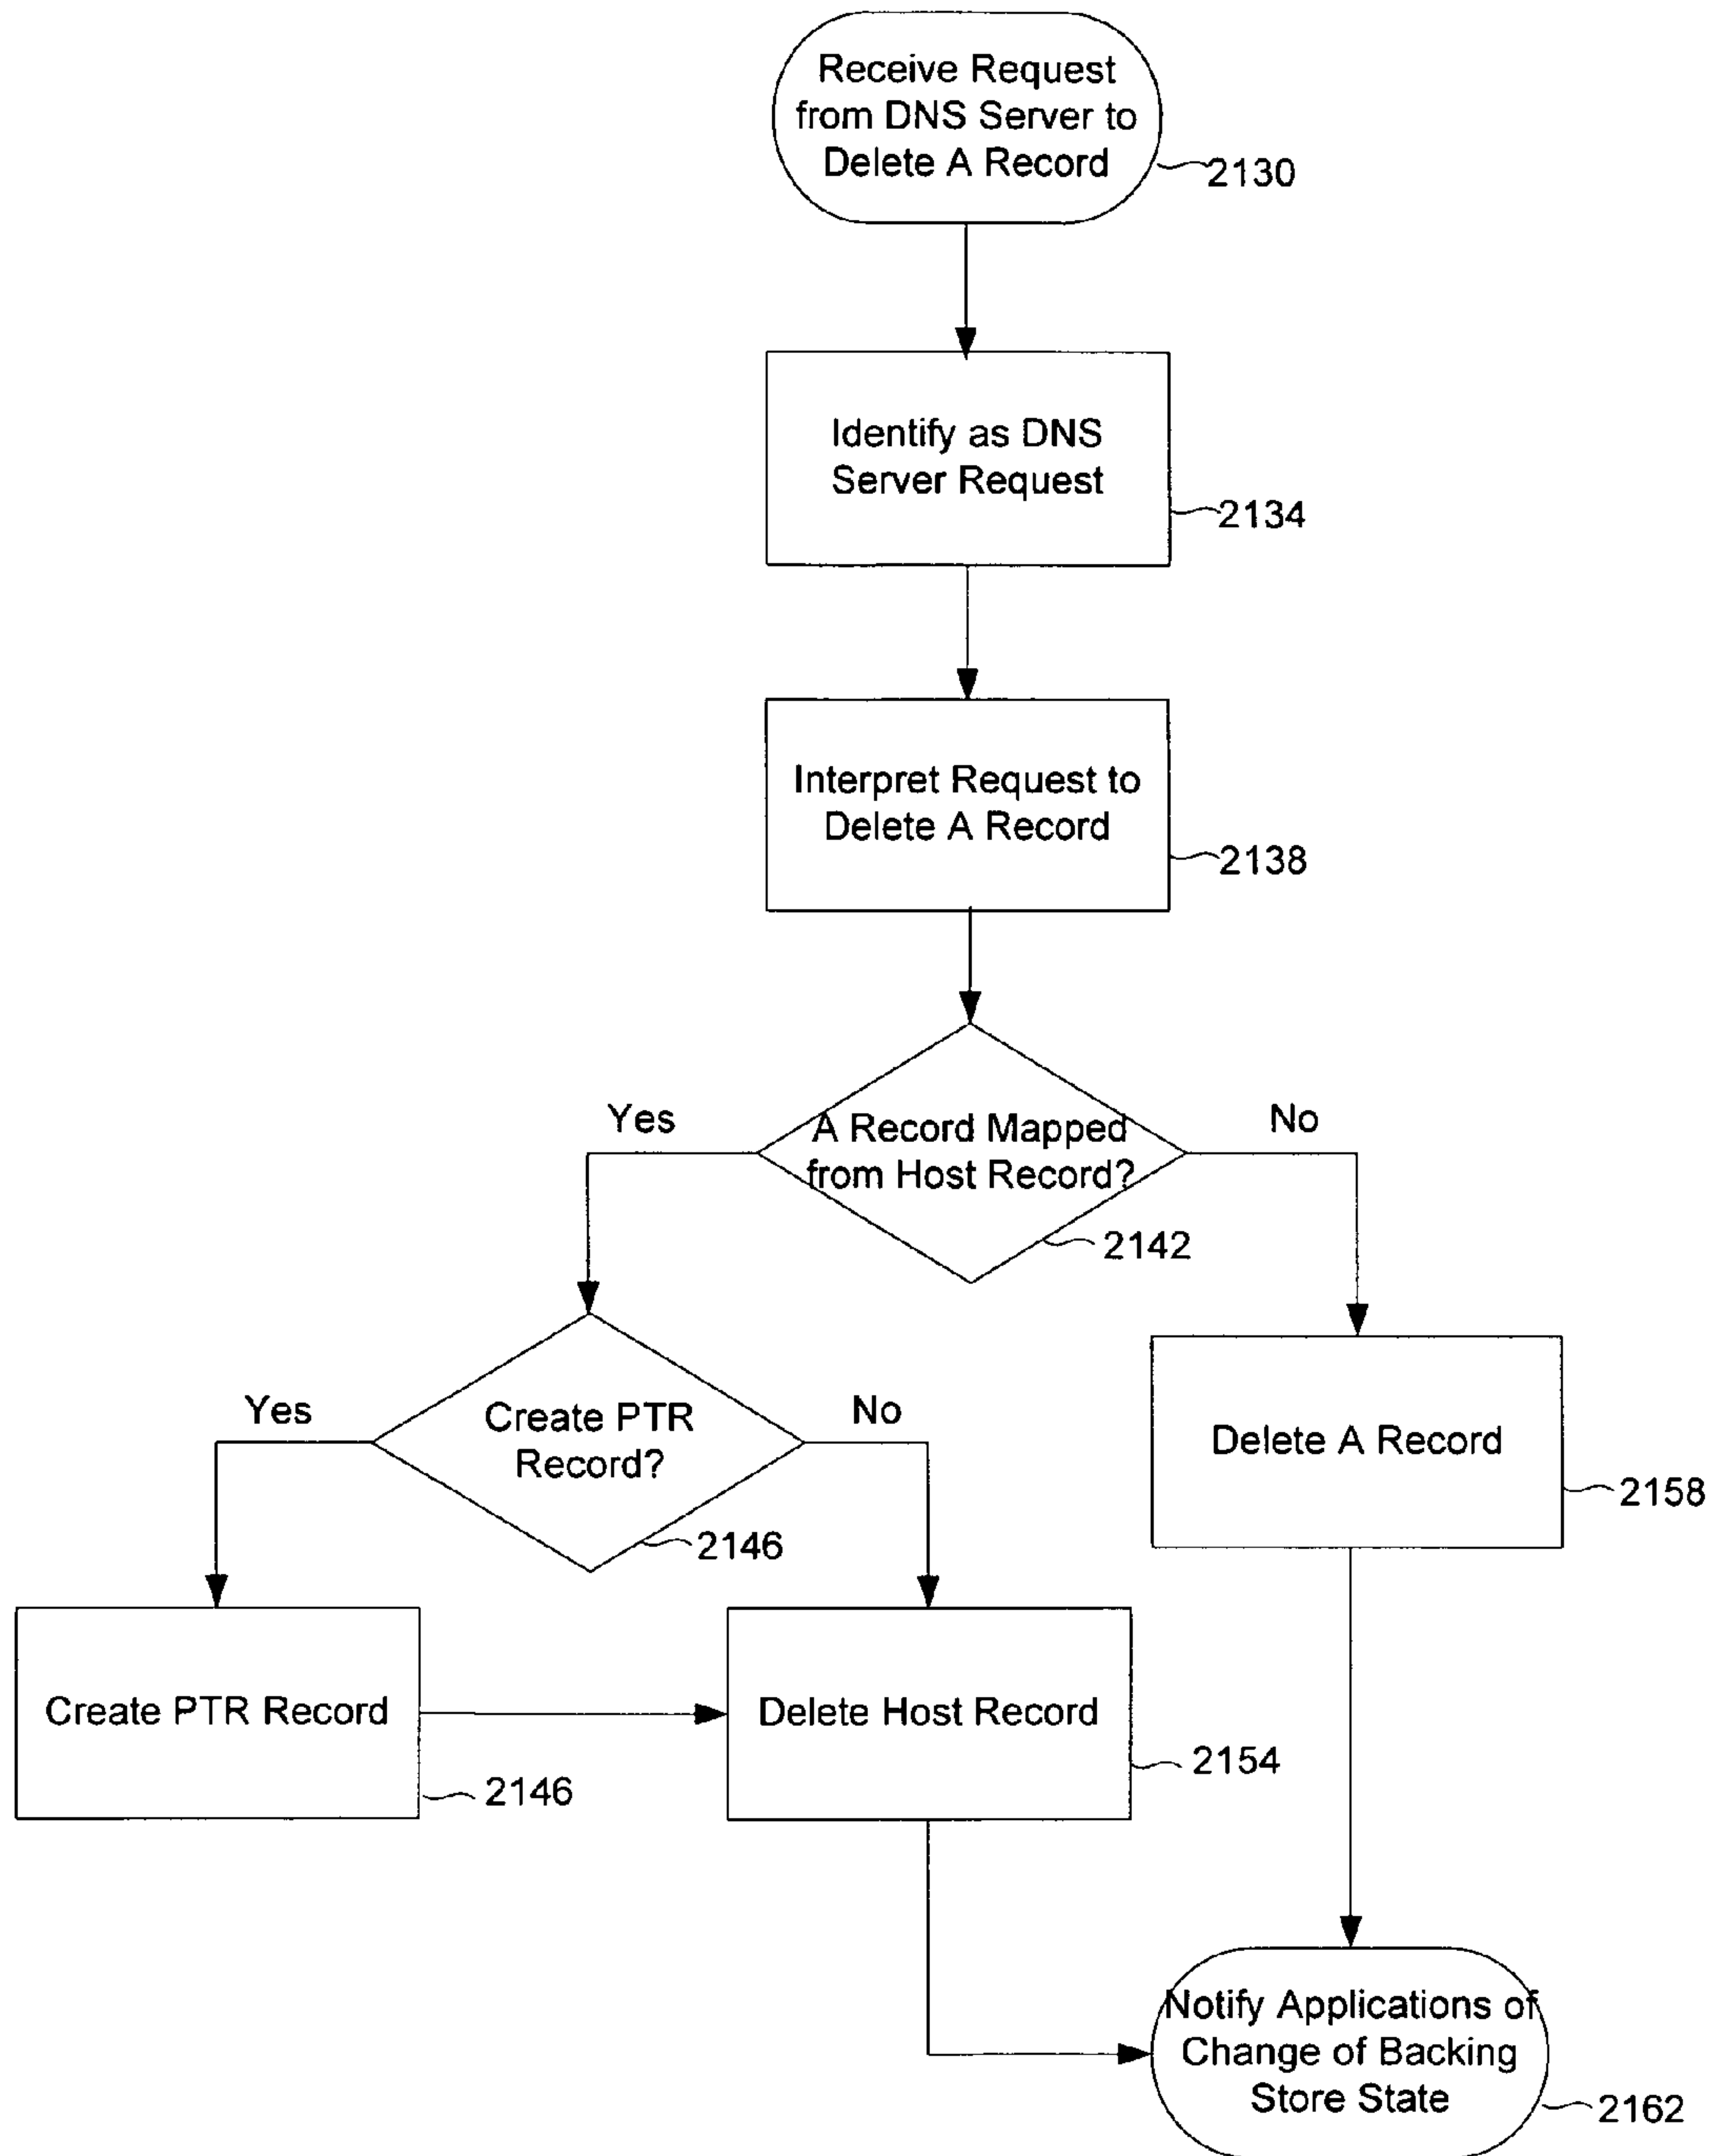 Receive Request
from DNS Server to
Delete A Record
2130
Identify as DNS
Server Request
2134
Interpret Request to
Delete A Record
2138
Yes
A Record Mapped
from Host Record?
No
2142
Yes
Create PTR
Record?
No
2146
Delete A Record
2158
Create PTR Record
2146
Delete Host Record
2154
Notify Applications of
Change of Backing
Store State
2162